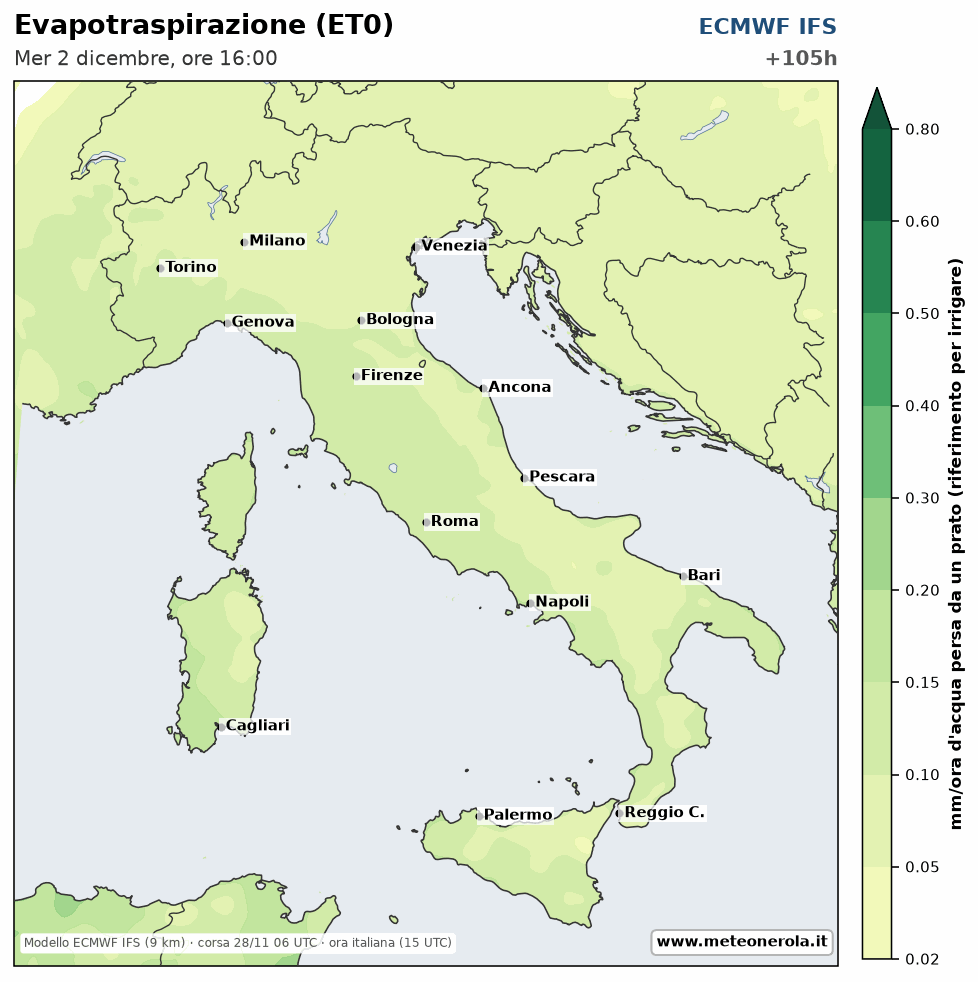 Evapotraspirazione (ET0)
ECMWF IFS
Mer 2 dicembre, ore 16:00
+105h
Milano
Venezia
Torino
Genova
Bologna
Firenze
Ancona
Pescara
Roma
Bari
Napoli
Cagliari
Palermo
Reggio C.
0.80
0.60
0.50
0.40
0.30
0.20
0.15
0.10
0.05
0.02
mm/ora d'acqua persa da un prato (riferimento per irrigare)
Modello ECMWF IFS (9 km) · corsa 28/11 06 UTC · ora italiana (15 UTC)
www.meteonerola.it